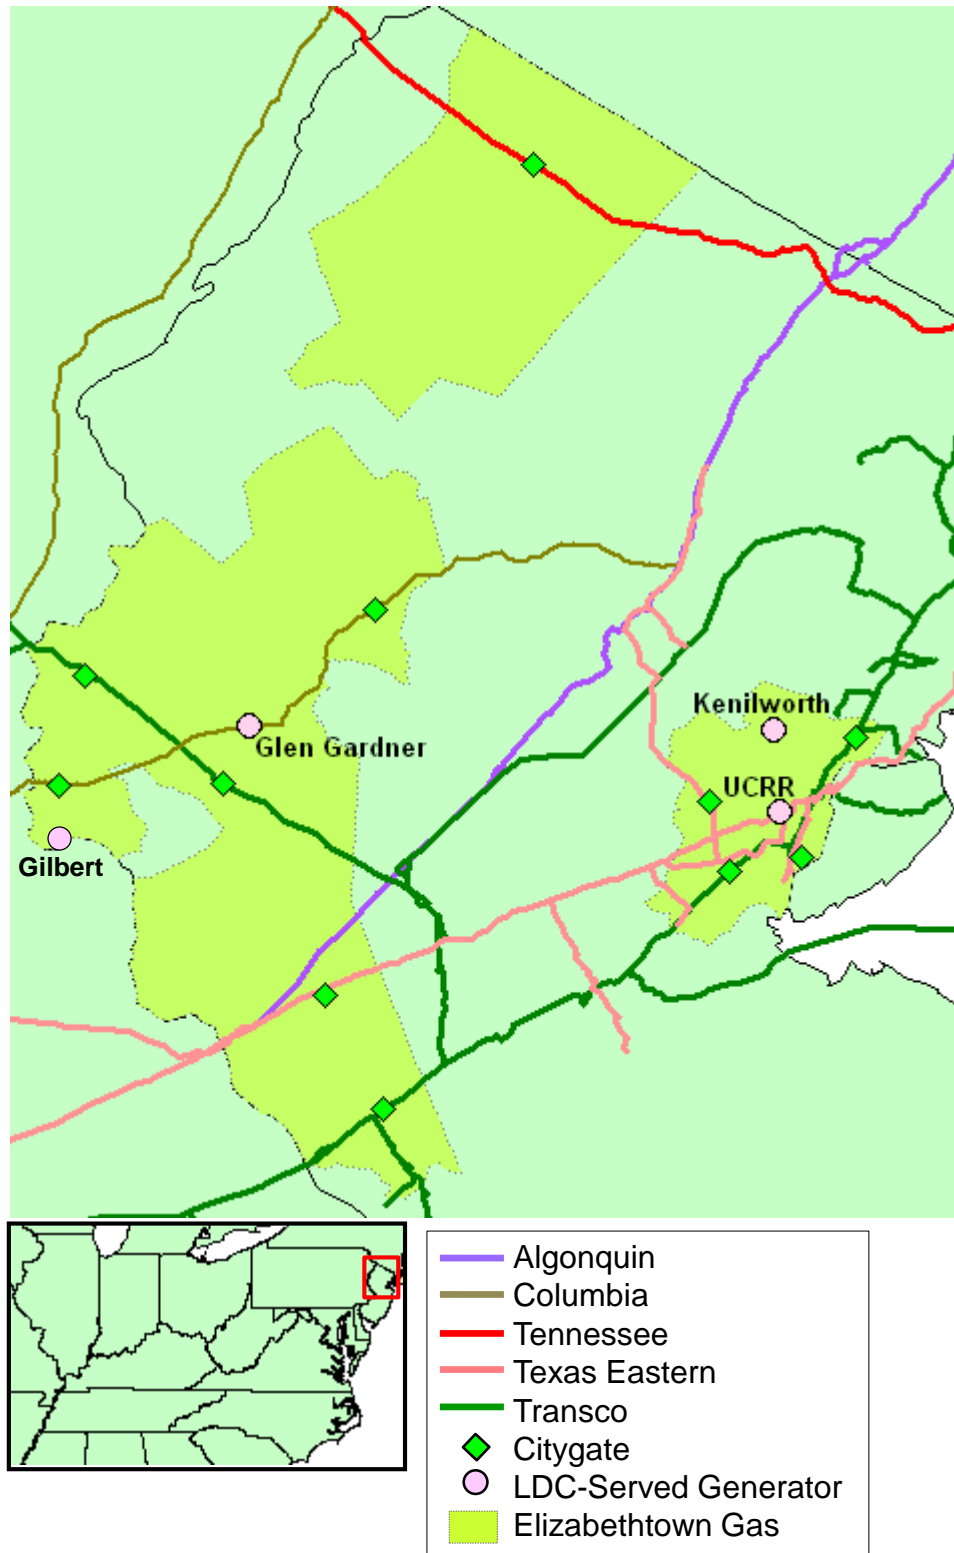 Kenilworth
Glen Gardner
UCRR
Gilbert
Algonquin
Columbia
Tennessee
Texas Eastern
Transco
Citygate
LDC-Served Generator
Elizabethtown Gas